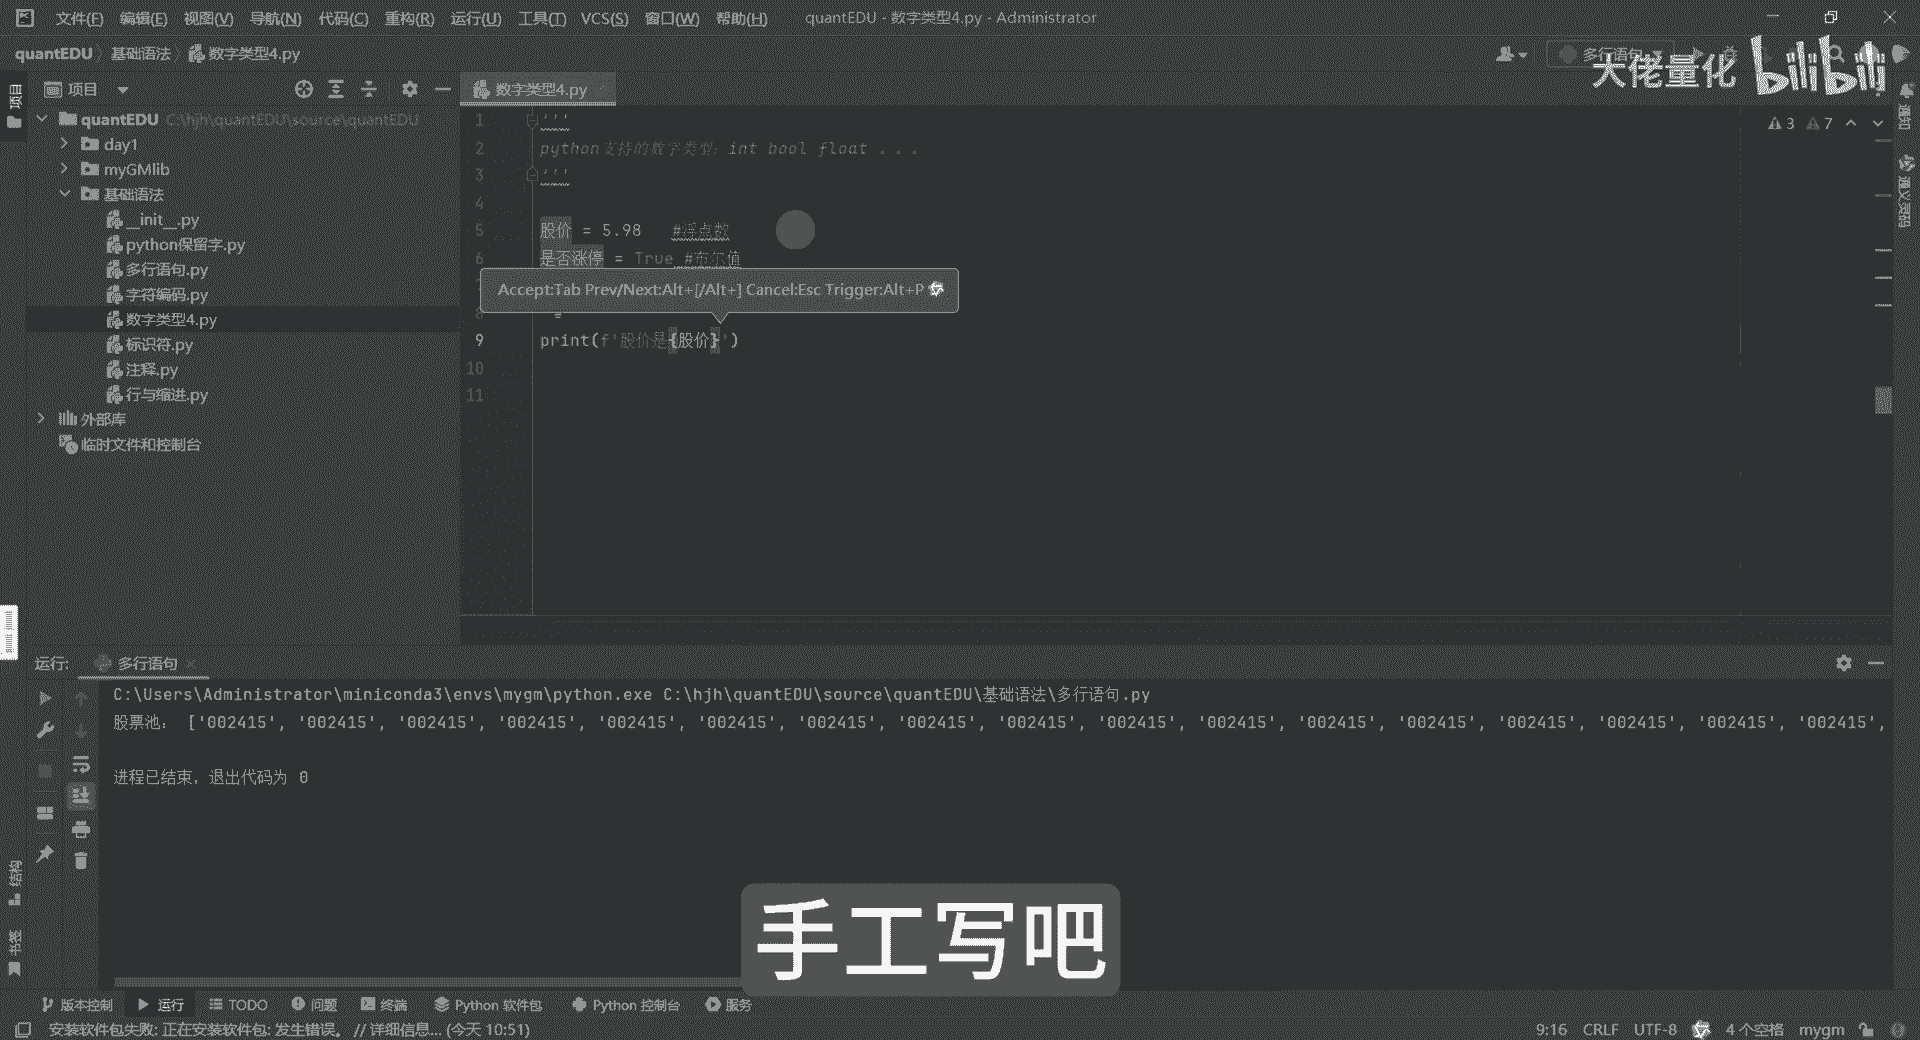 文件(F) 编辑(E) 视图(V) 导航(N) 代码(C) 重构(R) 运行(U) 工具(T) VCS(S) 窗口(W) 帮助(H) quantEDU - 数字类型4.py - Administrator
quantEDU 基础语法 数字类型4.py
多行语句
大佬量化 bilibili
项目
项目
数字类型4.py
quantEDU C:\hjh\quantEDU\source\quantEDU
day1
myGMlib
基础语法
__init__.py
python保留字.py
多行语句.py
字符编码.py
数字类型4.py
标识符.py
注释.py
行与缩进.py
外部库
临时文件和控制台
1 '''
2 python支持的数字类型: int bool float ...
3 '''
4
5 股价 = 5.98 #浮点数
6 是否涨停 = True #布尔值
Accept:Tab Prev/Next:Alt+[/Alt+] Cancel:Esc Trigger:Alt+P
8
9 print(f'股价是{股价}')
10
11
3 7
通知
通义灵码
运行: 多行语句
C:\Users\Administrator\miniconda3\envs\mygm\python.exe C:\hjh\quantEDU\source\quantEDU\基础语法\多行语句.py
股票池: ['002415', '002415', '002415', '002415', '002415', '002415', '002415', '002415', '002415', '002415', '002415', '002415', '002415', '002415', '002415', '002415', '002415',
进程已结束，退出代码为 0
结构
书签
手工写吧
版本控制 运行 TODO 问题 终端 Python 软件包 Python 控制台 服务
安装软件包失败: 正在安装软件包: 发生错误。 // 详细信息... (今天 10:51)
9:16 CRLF UTF-8 4 个空格 mygm